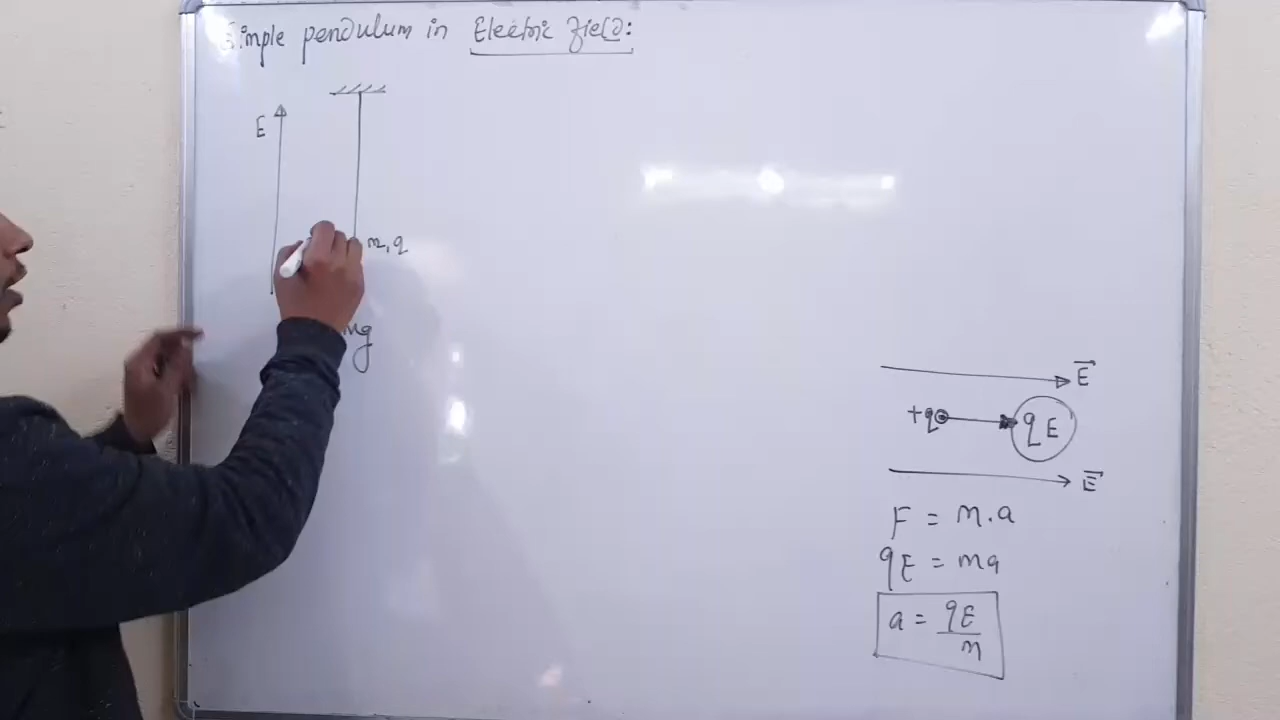 Simple pendulum in Electric field:
E
m, q
mg
E
+q
qE
E
F = m.a
qE = ma
a = qE/m